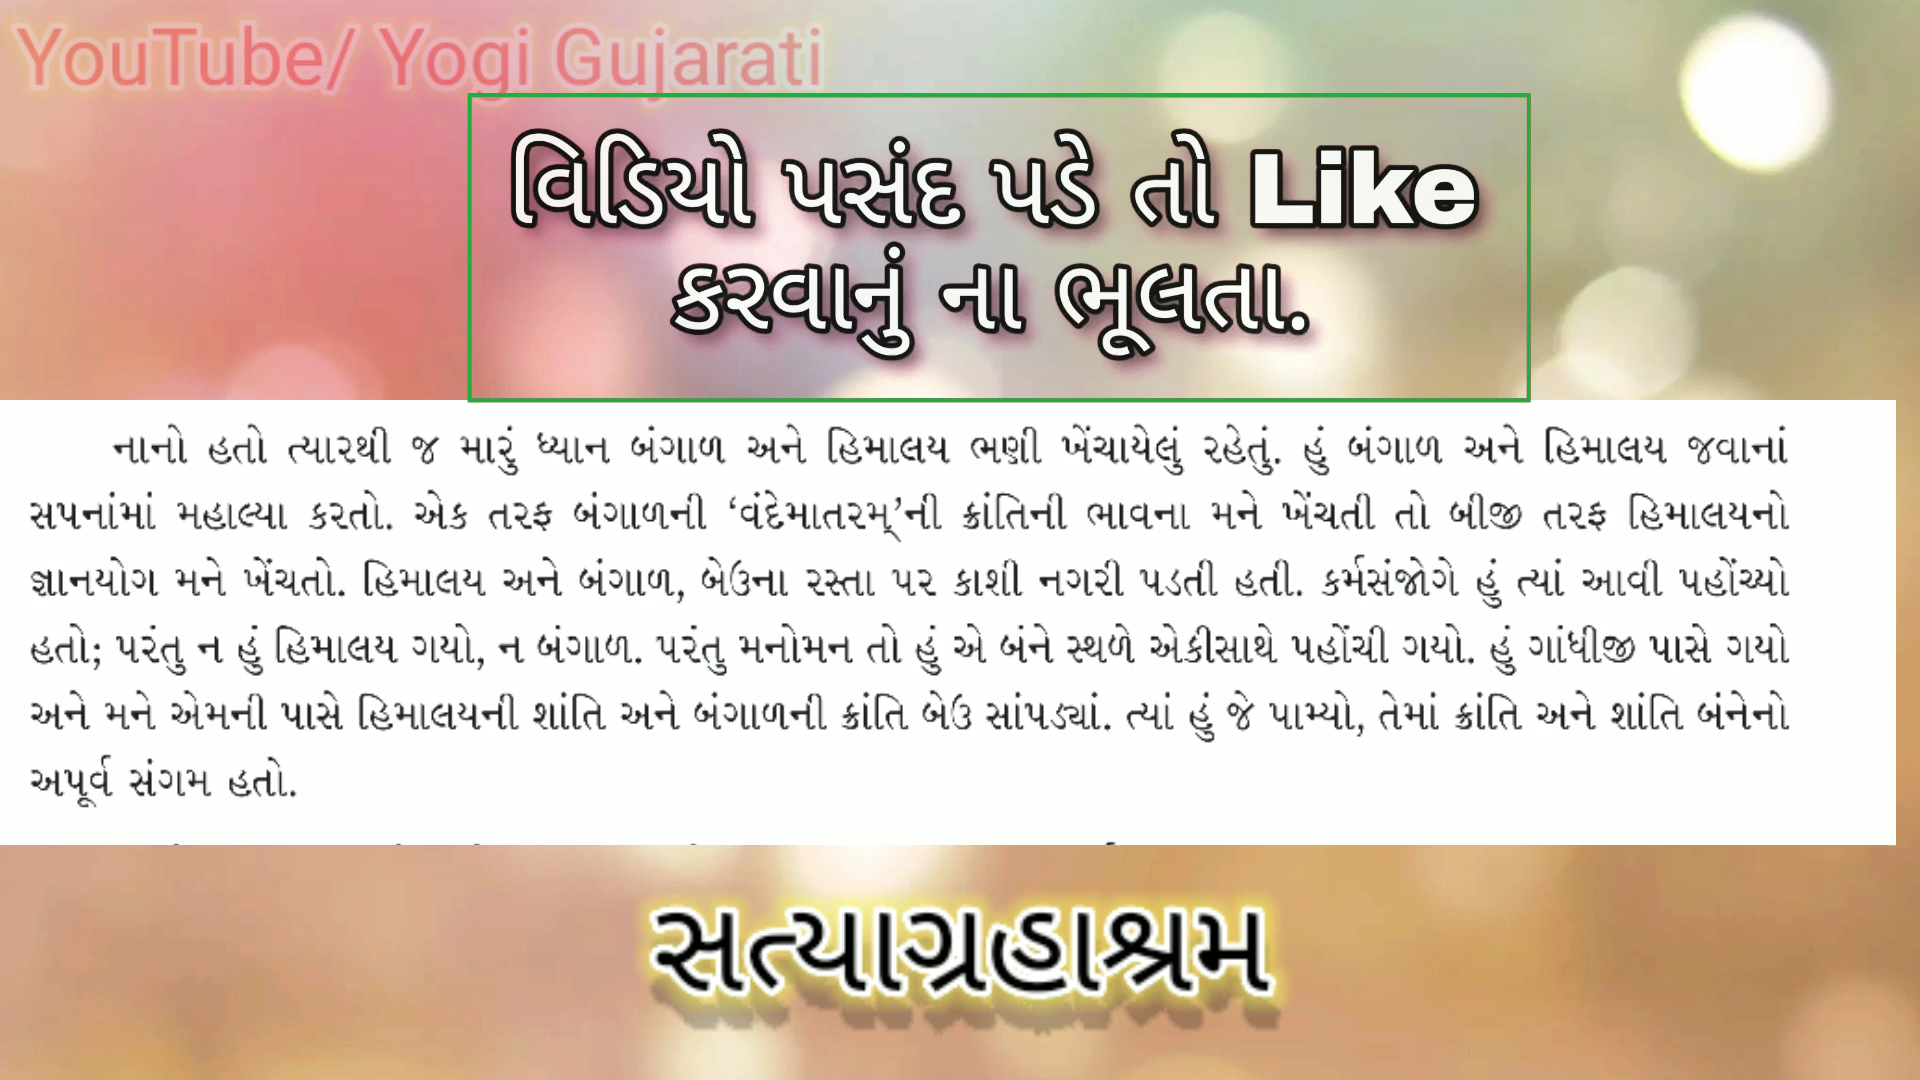 YouTube/ Yogi Gujarati
વિડિયો પસંદ પડે તો Like
કરવાનું ના ભૂલતા.
નાનો હતો ત્યારથી જ મારું ધ્યાન બંગાળ અને હિમાલય ભણી ખેંચાયેલું રહેતું. હું બંગાળ અને હિમાલય જવાનાં
સપનાંમાં મહાલ્યા કરતો. એક તરફ બંગાળની ‘વંદેમાતરમ્’ની ક્રાંતિની ભાવના મને ખેંચતી તો બીજી તરફ હિમાલયનો
જ્ઞાનયોગ મને ખેંચતો. હિમાલય અને બંગાળ, બેઉના રસ્તા પર કાશી નગરી પડતી હતી. કર્મસંજોગે હું ત્યાં આવી પહોંચ્યો
હતો; પરંતુ ન હું હિમાલય ગયો, ન બંગાળ. પરંતુ મનોમન તો હું એ બંને સ્થળે એકીસાથે પહોંચી ગયો. હું ગાંધીજી પાસે ગયો
અને મને એમની પાસે હિમાલયની શાંતિ અને બંગાળની ક્રાંતિ બેઉ સાંપડ્યાં. ત્યાં હું જે પામ્યો, તેમાં ક્રાંતિ અને શાંતિ બંનેનો
અપૂર્વ સંગમ હતો.
સત્યાગ્રહાશ્રમ